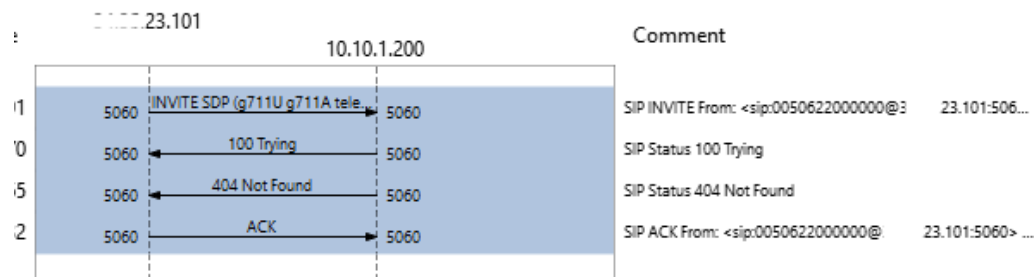 23.101
10.10.1.200
Comment
e
5060 INVITE SDP (g711U g711A tele... 5060 SIP INVITE From: <sip:0050622000000@ 23.101:506...
5060 100 Trying 5060 SIP Status 100 Trying
5060 404 Not Found 5060 SIP Status 404 Not Found
5060 ACK 5060 SIP ACK From: <sip:0050622000000@ 23.101:5060> ...